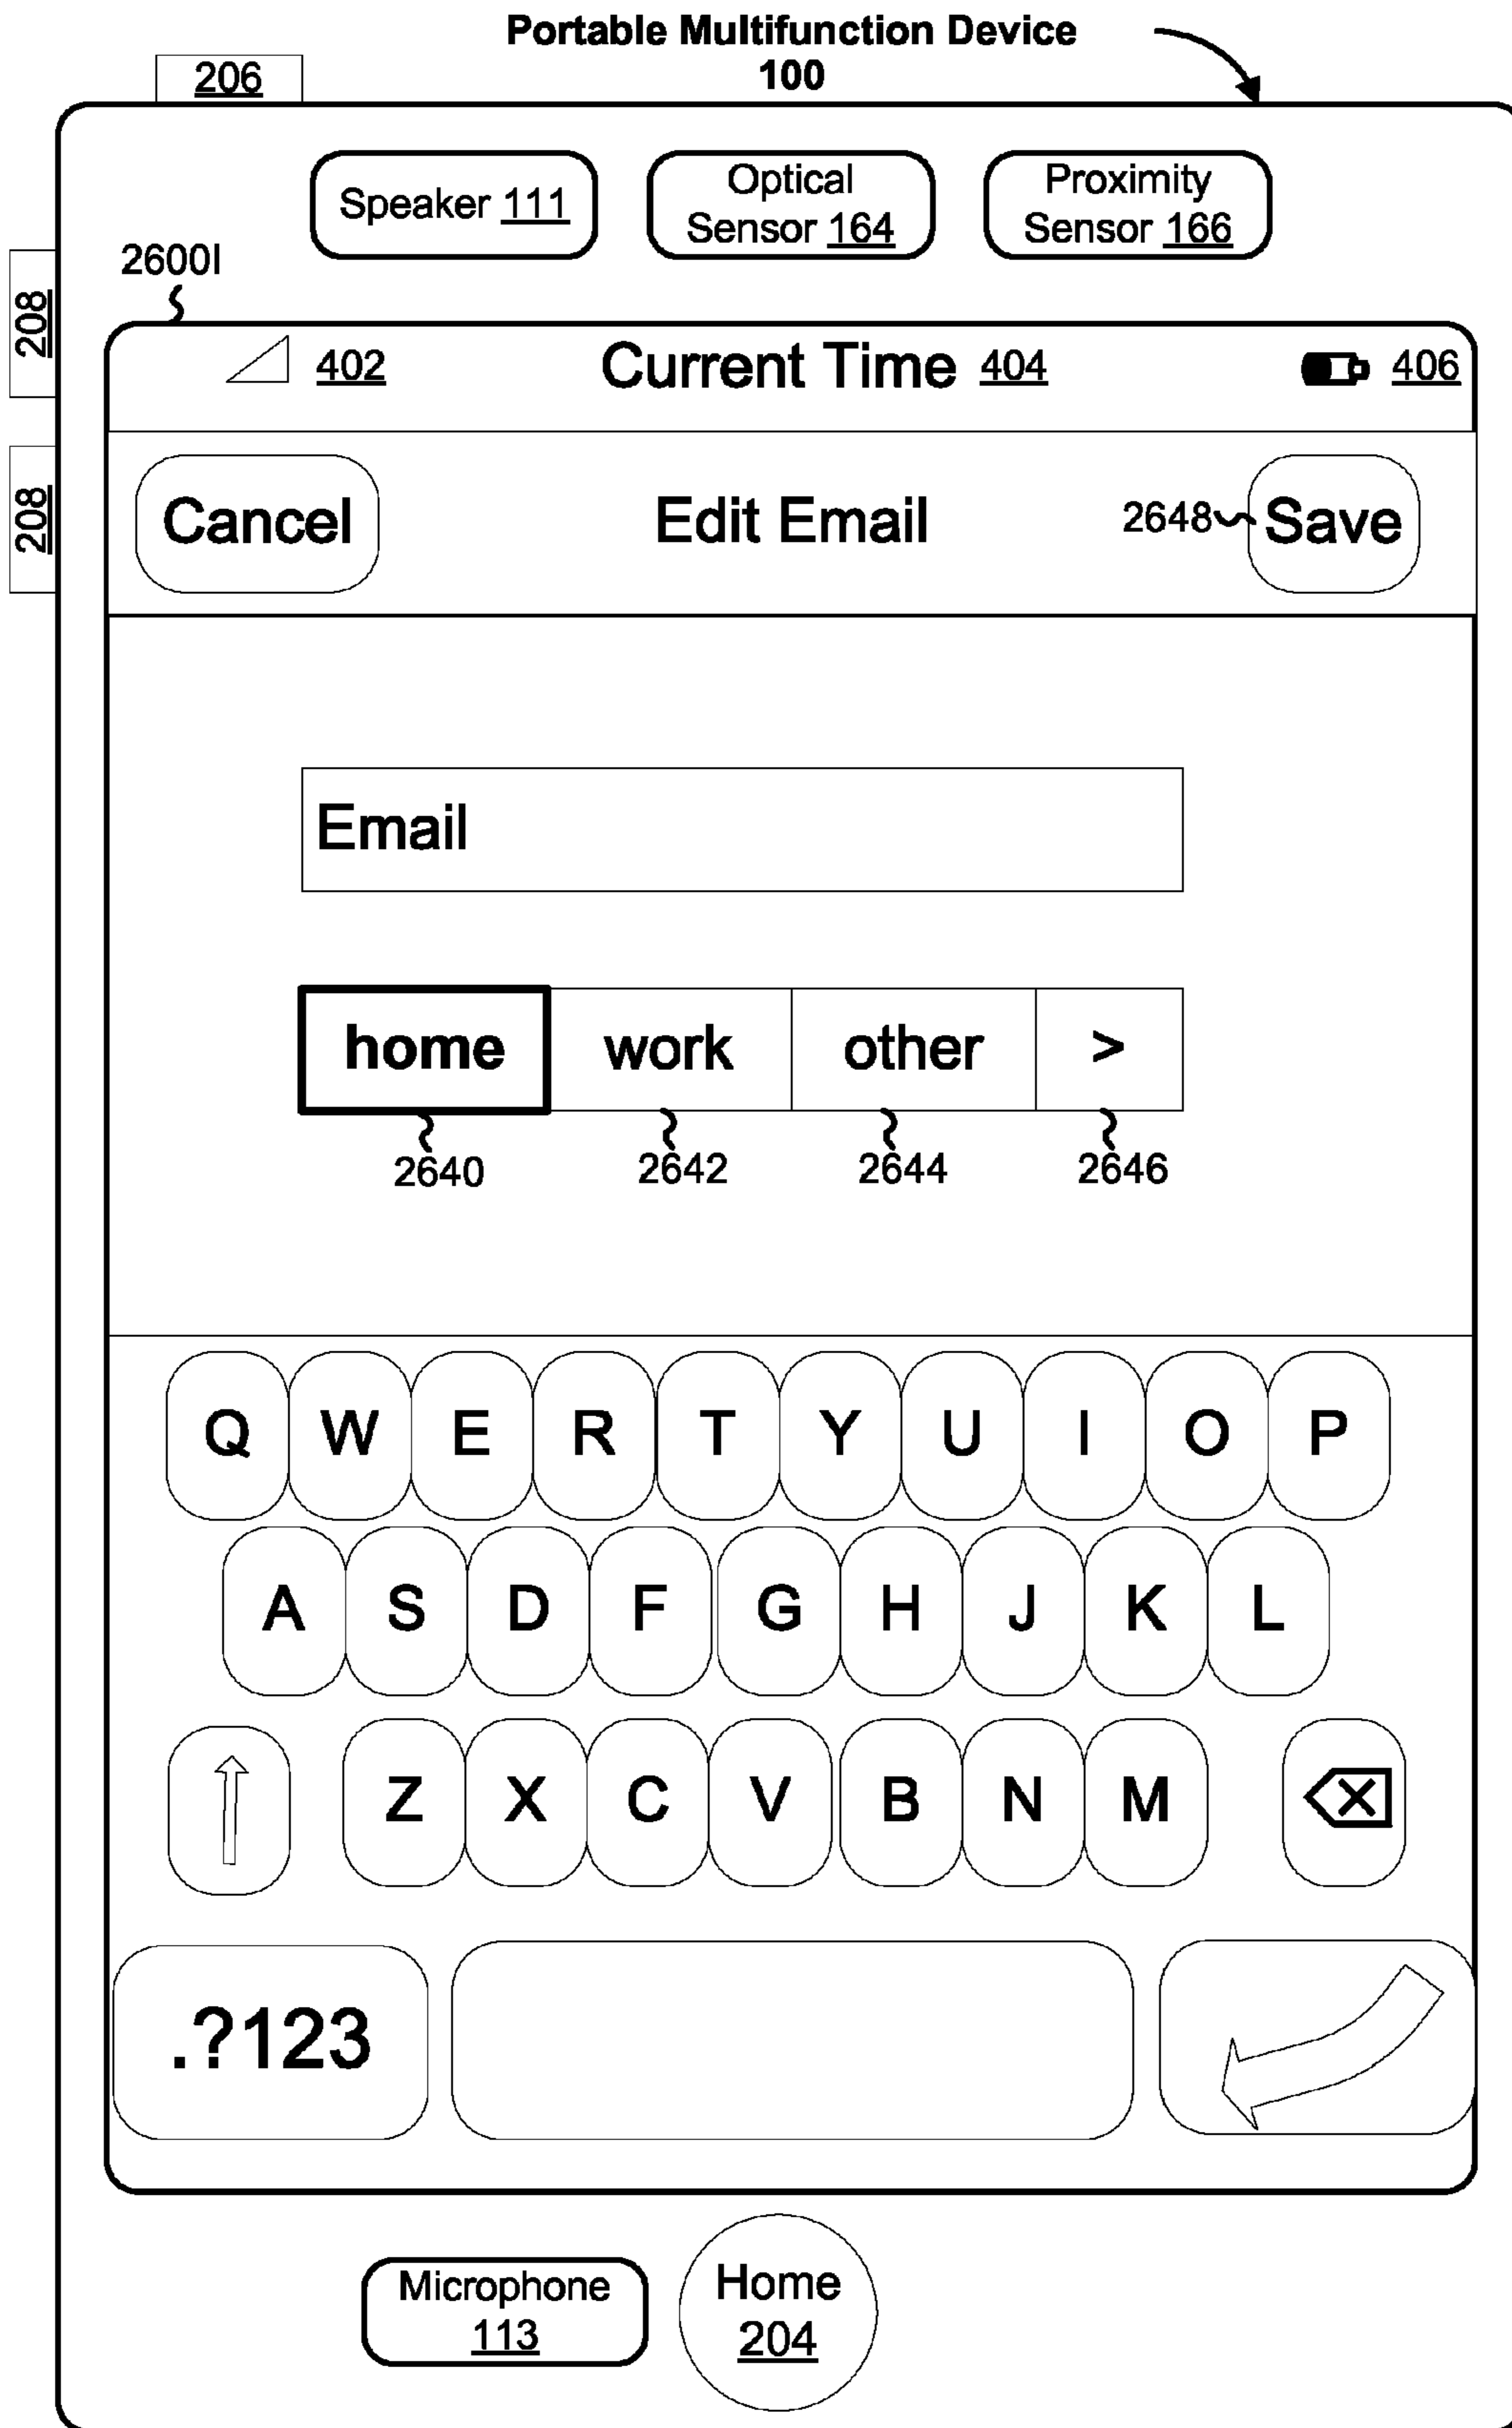 Portable Multifunction Device
100
206
Speaker 111
Optical
Sensor 164
Proximity
Sensor 166
2600I
208
402
Current Time 404
406
208
Cancel
Edit Email
2648
Save
Email
home
work
other
>
2640
2642
2644
2646
Q W E R T Y U I O P
A S D F G H J K L
Z X C V B N M
.?123
Microphone
113
Home
204